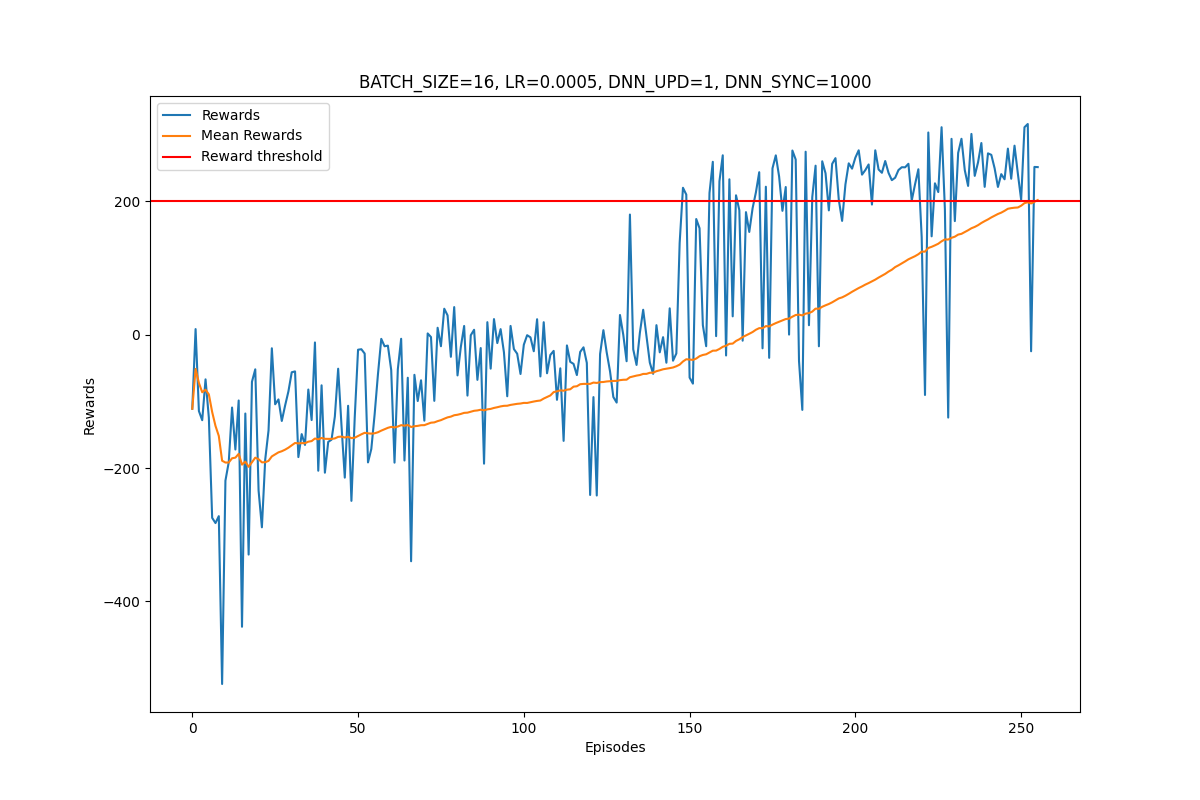 BATCH_SIZE=16, LR=0.0005, DNN_UPD=1, DNN_SYNC=1000
Rewards
Mean Rewards
Reward threshold
200
0
−200
−400
Rewards
0 50 100 150 200 250
Episodes